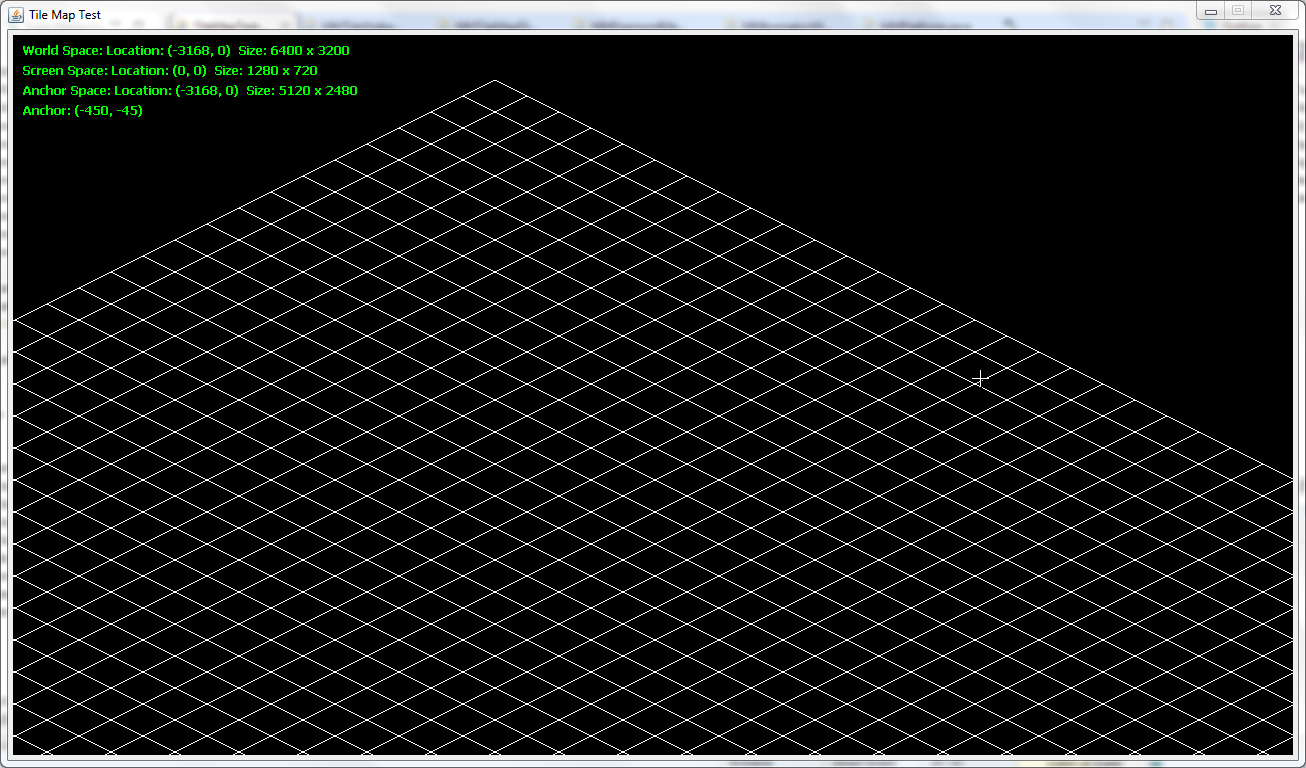 Tile Map Test
World Space: Location: (-3168, 0)  Size: 6400 x 3200
Screen Space: Location: (0, 0)  Size: 1280 x 720
Anchor Space: Location: (-3168, 0)  Size: 5120 x 2480
Anchor: (-450, -45)